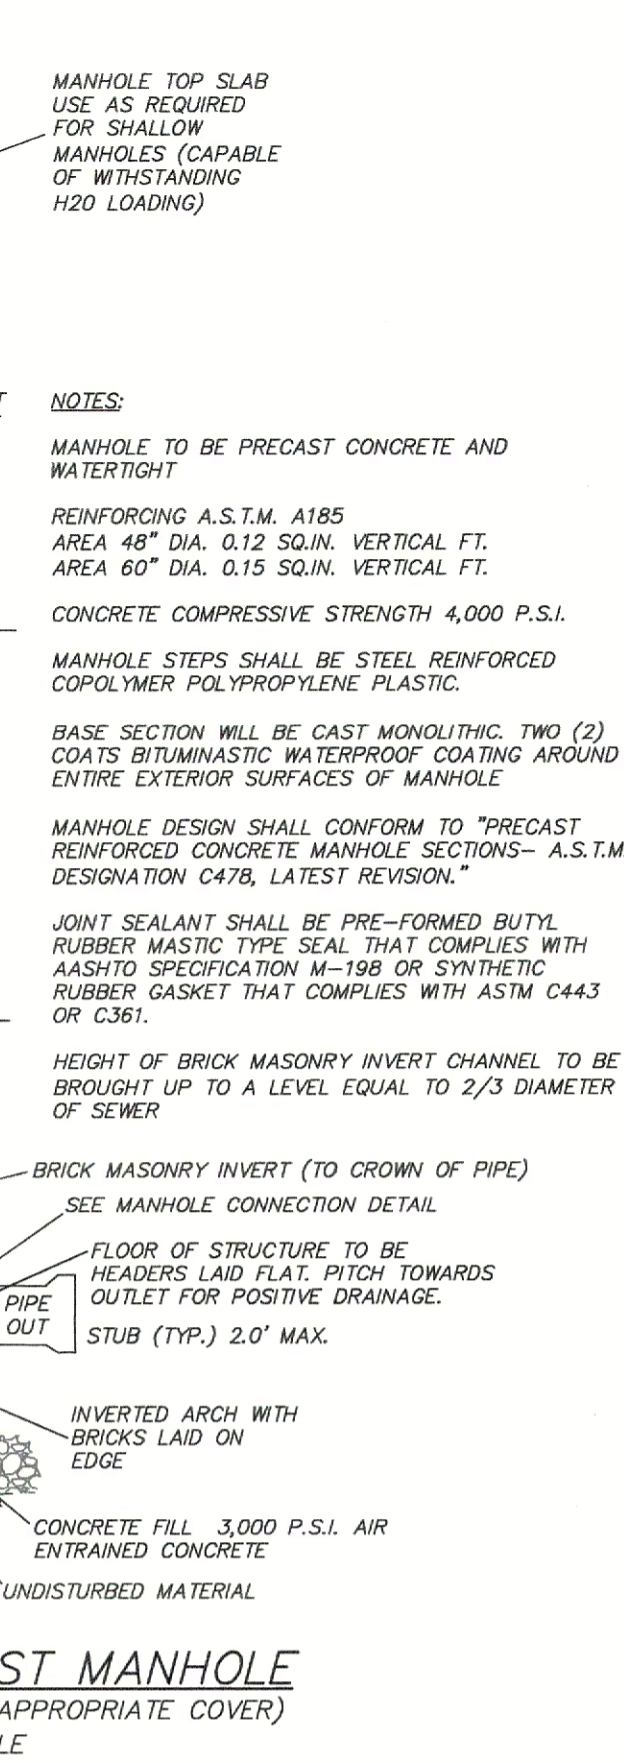 MANHOLE TOP SLAB
USE AS REQUIRED
FOR SHALLOW
MANHOLES (CAPABLE
OF WITHSTANDING
H20 LOADING)
NOTES:
MANHOLE TO BE PRECAST CONCRETE AND
WATERTIGHT
REINFORCING A.S.T.M. A185
AREA 48" DIA. 0.12 SQ.IN. VERTICAL FT.
AREA 60" DIA. 0.15 SQ.IN. VERTICAL FT.
CONCRETE COMPRESSIVE STRENGTH 4,000 P.S.I.
MANHOLE STEPS SHALL BE STEEL REINFORCED
COPOLYMER POLYPROPYLENE PLASTIC.
BASE SECTION WILL BE CAST MONOLITHIC. TWO (2)
COATS BITUMINASTIC WATERPROOF COATING AROUND
ENTIRE EXTERIOR SURFACES OF MANHOLE
MANHOLE DESIGN SHALL CONFORM TO "PRECAST
REINFORCED CONCRETE MANHOLE SECTIONS- A.S.T.M.
DESIGNATION C478, LATEST REVISION."
JOINT SEALANT SHALL BE PRE-FORMED BUTYL
RUBBER MASTIC TYPE SEAL THAT COMPLIES WITH
AASHTO SPECIFICATION M-198 OR SYNTHETIC
RUBBER GASKET THAT COMPLIES WITH ASTM C443
OR C361.
HEIGHT OF BRICK MASONRY INVERT CHANNEL TO BE
BROUGHT UP TO A LEVEL EQUAL TO 2/3 DIAMETER
OF SEWER
BRICK MASONRY INVERT (TO CROWN OF PIPE)
SEE MANHOLE CONNECTION DETAIL
FLOOR OF STRUCTURE TO BE
HEADERS LAID FLAT. PITCH TOWARDS
OUTLET FOR POSITIVE DRAINAGE.
PIPE
OUT
STUB (TYP.) 2.0' MAX.
INVERTED ARCH WITH
BRICKS LAID ON
EDGE
CONCRETE FILL 3,000 P.S.I. AIR
ENTRAINED CONCRETE
UNDISTURBED MATERIAL
ST MANHOLE
APPROPRIATE COVER)
LE